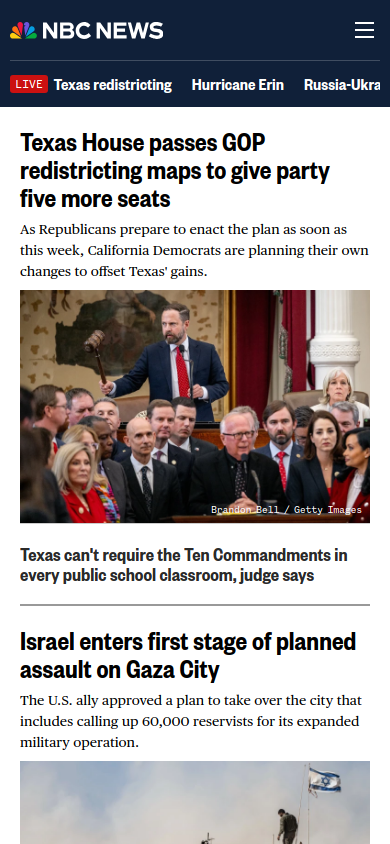 NBC NEWS
LIVE Texas redistricting Hurricane Erin Russia-Ukra
Texas House passes GOP
redistricting maps to give party
five more seats
As Republicans prepare to enact the plan as soon as
this week, California Democrats are planning their own
changes to offset Texas' gains.
Brandon Bell / Getty Images
Texas can't require the Ten Commandments in
every public school classroom, judge says
Israel enters first stage of planned
assault on Gaza City
The U.S. ally approved a plan to take over the city that
includes calling up 60,000 reservists for its expanded
military operation.